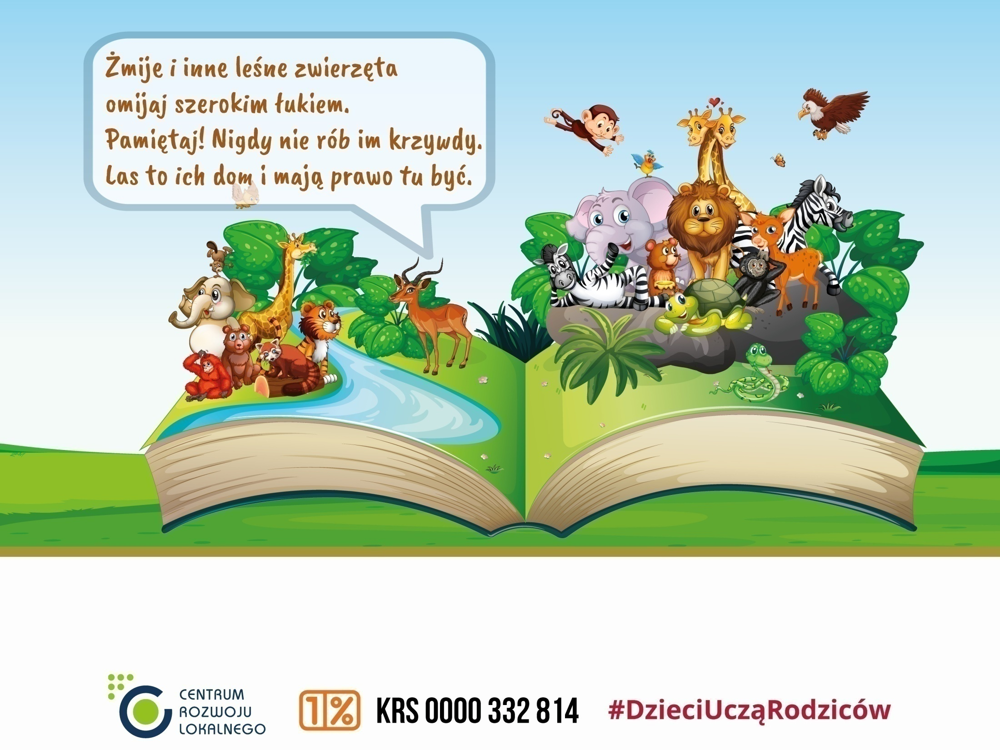 Żmije i inne leśne zwierzęta
omijaj szerokim łukiem.
Pamiętaj! Nigdy nie rób im krzywdy.
Las to ich dom i mają prawo tu być.
CENTRUM
ROZWOJU
LOKALNEGO
1%
KRS 0000 332 814
#DzieciUcząRodziców